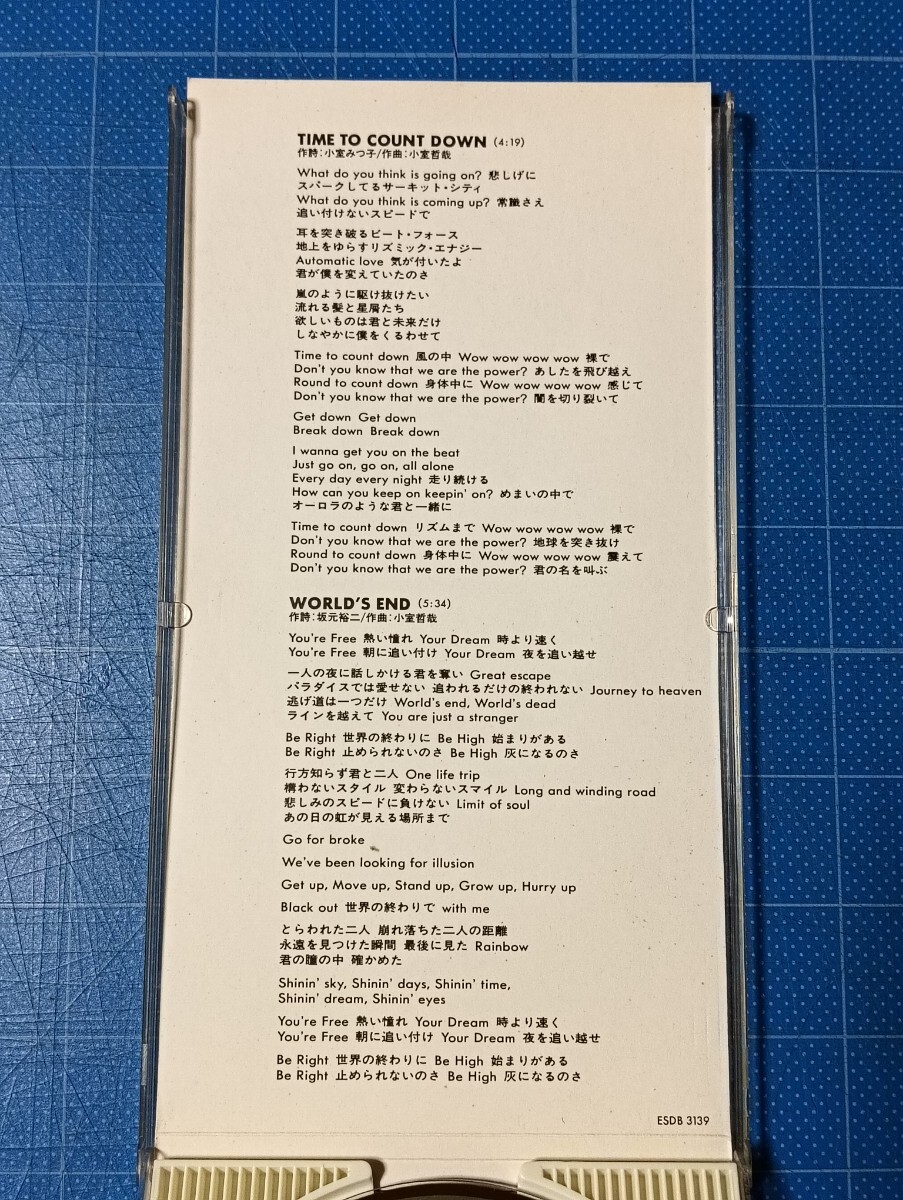 TIME TO COUNT DOWN (4:19)
作詩:小室みつ子/作曲:小室哲哉
What do you think is going on? 悲しげに
スパークしてるサーキット・シティ
What do you think is coming up? 常識さえ
追い付けないスピードで
耳を突き破るビート・フォース
地上をゆらすリズミック・エナジー
Automatic love 気が付いたよ
君が僕を変えていたのさ
嵐のように駆け抜けたい
流れる髪と星屑たち
欲しいものは君と未来だけ
しなやかに僕をくるわせて
Time to count down 風の中 Wow wow wow wow 裸で
Don't you know that we are the power? あしたを飛び越え
Round to count down 身体中に Wow wow wow wow 感じて
Don't you know that we are the power? 闇を切り裂いて
Get down Get down
Break down Break down
I wanna get you on the beat
Just go on, go on, all alone
Every day every night 走り続ける
How can you keep on keepin' on? めまいの中で
オーロラのような君と一緒に
Time to count down リズムまで Wow wow wow wow 裸で
Don't you know that we are the power? 地球を突き抜け
Round to count down 身体中に Wow wow wow wow 震えて
Don't you know that we are the power? 君の名を叫ぶ
WORLD'S END (5:34)
作詩:坂元裕二/作曲:小室哲哉
You're Free 熱い憧れ Your Dream 時より速く
You're Free 朝に追い付け Your Dream 夜を追い越せ
一人の夜に話しかける君を奪い Great escape
パラダイスでは愛せない 追われるだけの終われない Journey to heaven
逃げ道は一つだけ World's end, World's dead
ラインを越えて You are just a stranger
Be Right 世界の終わりに Be High 始まりがある
Be Right 止められないのさ Be High 灰になるのさ
行方知らず君と二人 One life trip
構わないスタイル 変わらないスマイル Long and winding road
悲しみのスピードに負けない Limit of soul
あの日の虹が見える場所まで
Go for broke
We've been looking for illusion
Get up, Move up, Stand up, Grow up, Hurry up
Black out 世界の終わりで with me
とらわれた二人 崩れ落ちた二人の距離
永遠を見つけた瞬間 最後に見た Rainbow
君の瞳の中 確かめた
Shinin' sky, Shinin' days, Shinin' time,
Shinin' dream, Shinin' eyes
You're Free 熱い憧れ Your Dream 時より速く
You're Free 朝に追い付け Your Dream 夜を追い越せ
Be Right 世界の終わりに Be High 始まりがある
Be Right 止められないのさ Be High 灰になるのさ
ESDB 3139